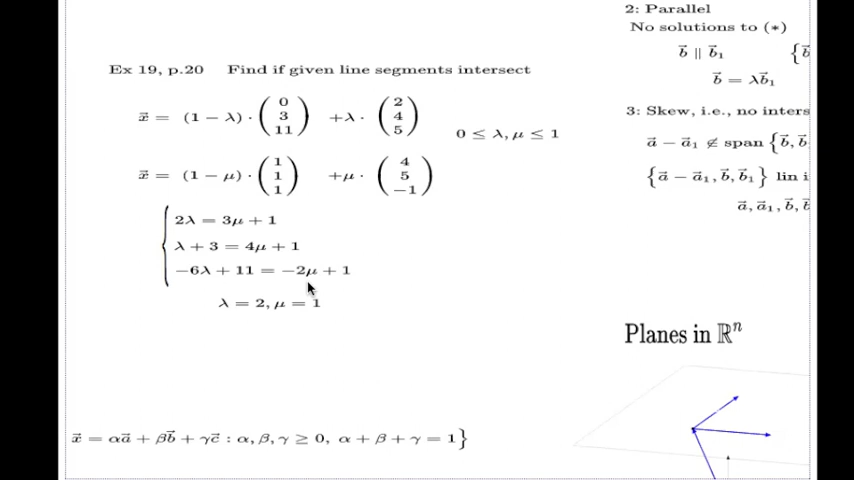 Ex 19, p.20 Find if given line segments intersect
x⃗ = (1 − λ) · (0 3 11) +λ · (2 4 5)
0 ≤ λ, μ ≤ 1
x⃗ = (1 − μ) · (1 1 1) +μ · (4 5 −1)
2λ = 3μ + 1
λ + 3 = 4μ + 1
−6λ + 11 = −2μ + 1
λ = 2, μ = 1
x⃗ = αa⃗ + βb⃗ + γc⃗ : α, β, γ ≥ 0, α + β + γ = 1}
2: Parallel
No solutions to (∗)
b⃗ ∥ b⃗₁ {b⃗
b⃗ = λb⃗₁
3: Skew, i.e., no inters
a⃗ − a⃗₁ ∉ span {b⃗, b
{a⃗ − a⃗₁, b⃗, b⃗₁} lin i
a⃗, a⃗₁, b⃗, b
Planes in ℝⁿ